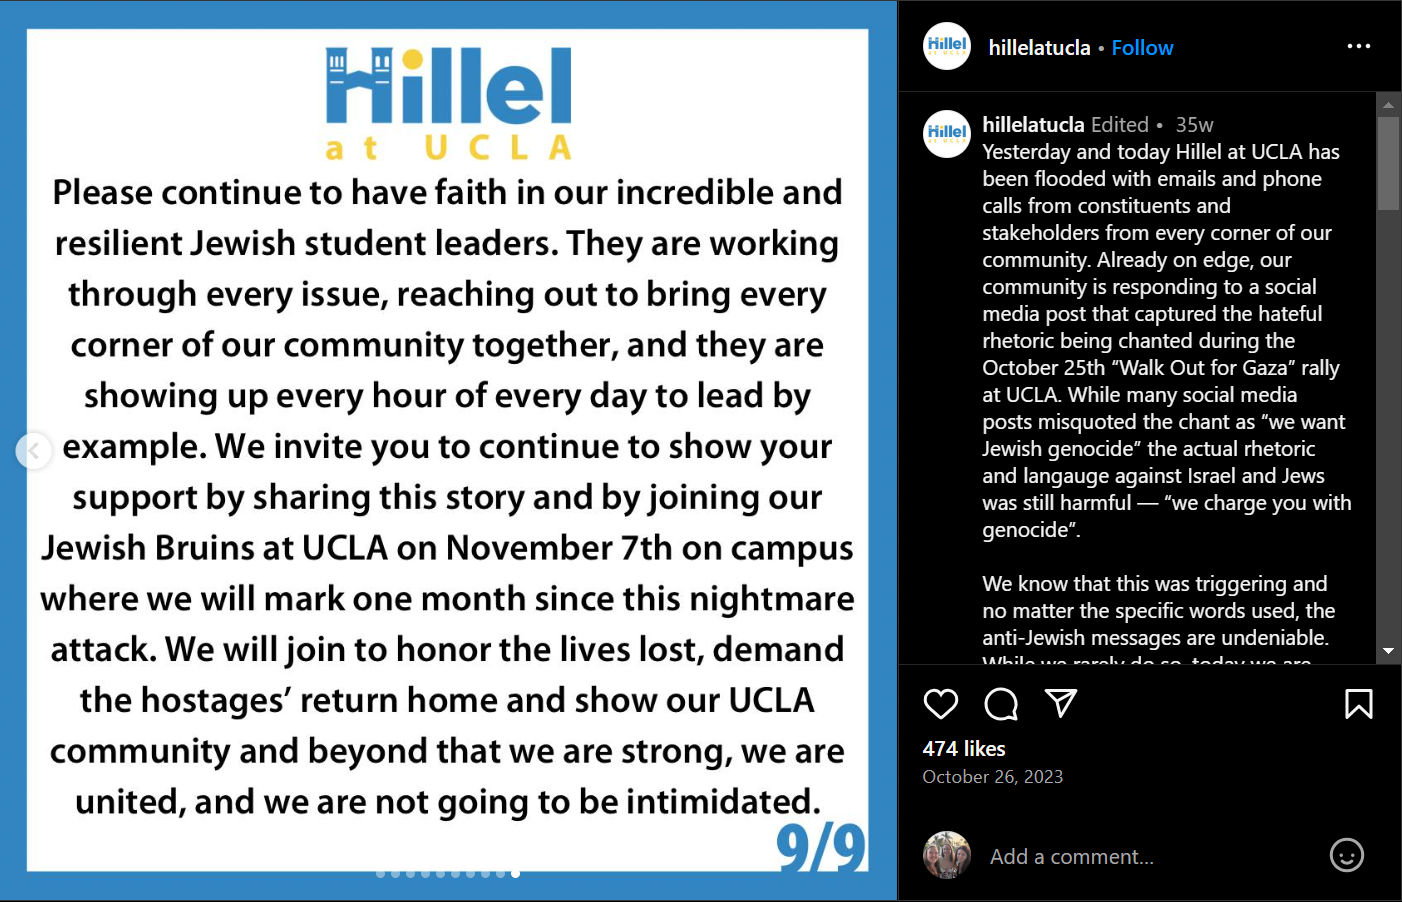 Hillel
at UCLA
Please continue to have faith in our incredible and
resilient Jewish student leaders. They are working
through every issue, reaching out to bring every
corner of our community together, and they are
showing up every hour of every day to lead by
example. We invite you to continue to show your
support by sharing this story and by joining our
Jewish Bruins at UCLA on November 7th on campus
where we will mark one month since this nightmare
attack. We will join to honor the lives lost, demand
the hostages’ return home and show our UCLA
community and beyond that we are strong, we are
united, and we are not going to be intimidated.
9/9
Hillel
at UCLA
hillelatucla • Follow
Hillel
at UCLA
hillelatucla Edited • 35w
Yesterday and today Hillel at UCLA has
been flooded with emails and phone
calls from constituents and
stakeholders from every corner of our
community. Already on edge, our
community is responding to a social
media post that captured the hateful
rhetoric being chanted during the
October 25th “Walk Out for Gaza” rally
at UCLA. While many social media
posts misquoted the chant as “we want
Jewish genocide” the actual rhetoric
and langauge against Israel and Jews
was still harmful — “we charge you with
genocide”.
We know that this was triggering and
no matter the specific words used, the
anti-Jewish messages are undeniable.
While we rarely do so, today we are
474 likes
October 26, 2023
Add a comment...